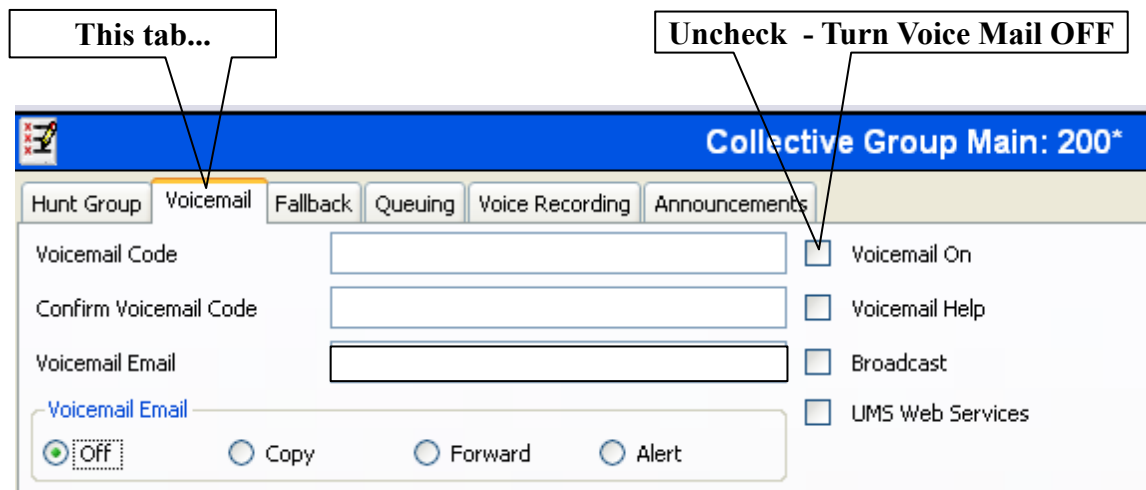 This tab...
Uncheck - Turn Voice Mail OFF
Collective Group Main: 200*
Hunt Group Voicemail Fallback Queuing Voice Recording Announcements
Voicemail Code
Voicemail On
Confirm Voicemail Code
Voicemail Help
Voicemail Email
Broadcast
Voicemail Email
UMS Web Services
Off Copy Forward Alert